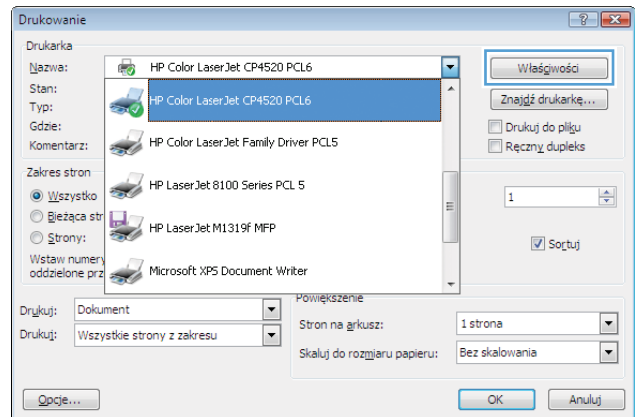 Drukowanie
Drukarka
Nazwa: HP Color LaserJet CP4520 PCL6 Właściwości
Stan:
HP Color LaserJet CP4520 PCL6 Znajdź drukarkę...
Typ:
Gdzie: Drukuj do pliku
HP Color LaserJet Family Driver PCL5
Komentarz: Ręczny dupleks
Zakres stron
HP LaserJet 8100 Series PCL 5
Wszystko 1
Bieżąca str
HP LaserJet M1319f MFP
Strony: Sortuj
Wstaw numery
Microsoft XPS Document Writer
oddzielone prz
Powiększenie
Drukuj: Dokument
Stron na arkusz: 1 strona
Drukuj: Wszystkie strony z zakresu
Skaluj do rozmiaru papieru: Bez skalowania
Opcje... OK Anuluj